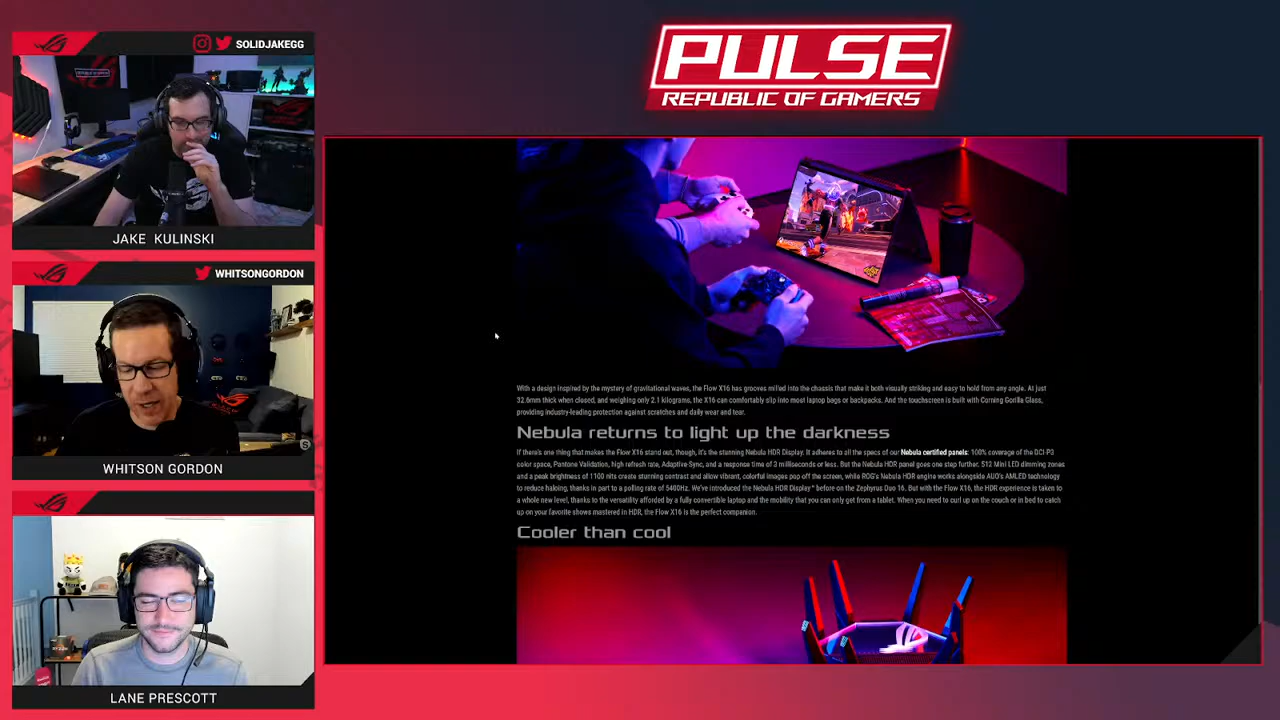 SOLIDJAKEGG
JAKE KULINSKI
WHITSONGORDON
WHITSON GORDON
LANE PRESCOTT
PULSE
REPUBLIC OF GAMERS
With a design inspired by the mystery of gravitational waves, the Flow X16 has grooves milled into the chassis that make it both visually striking and easy to hold from any angle. At just
32.6mm thick when closed, and weighing only 2.1 kilograms, the X16 can comfortably slip into most laptop bags or backpacks. And the touchscreen is built with Corning Gorilla Glass,
providing industry-leading protection against scratches and daily wear and tear.
Nebula returns to light up the darkness
If there's one thing that makes the Flow X16 stand out, though, it's the stunning Nebula HDR Display. It adheres to all the specs of our Nebula certified panels: 100% coverage of the DCI-P3
color space, Pantone Validation, high refresh rate, Adaptive-Sync, and a response time of 3 milliseconds or less. But the Nebula HDR panel goes one step further. 512 Mini LED dimming zones
and a peak brightness of 1100 nits create stunning contrast and allow vibrant, colorful images pop off the screen, while ROG's Nebula HDR engine works alongside AUO's AMLED technology
to reduce haloing, thanks in part to a polling rate of 5400Hz. We've introduced the Nebula HDR Display™ before on the Zephyrus Duo 16. But with the Flow X16, the HDR experience is taken to
a whole new level, thanks to the versatility afforded by a fully convertible laptop and the mobility that you can only get from a tablet. When you need to curl up on the couch or in bed to catch
up on your favorite shows mastered in HDR, the Flow X16 is the perfect companion.
Cooler than cool